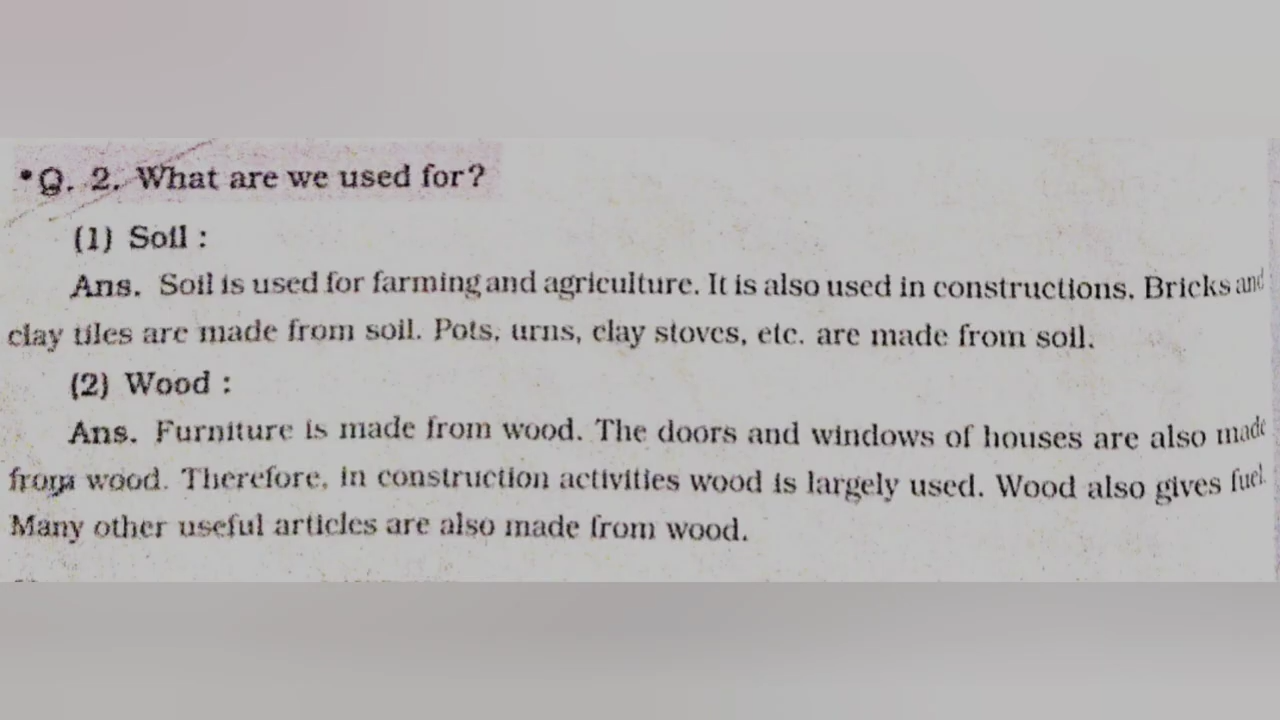 •Q. 2. What are we used for?
(1) Soil :
Ans. Soil is used for farming and agriculture. It is also used in constructions. Bricks and
clay tiles are made from soil. Pots, urns, clay stoves, etc. are made from soil.
(2) Wood :
Ans. Furniture is made from wood. The doors and windows of houses are also made
from wood. Therefore, in construction activities wood is largely used. Wood also gives fuel.
Many other useful articles are also made from wood.